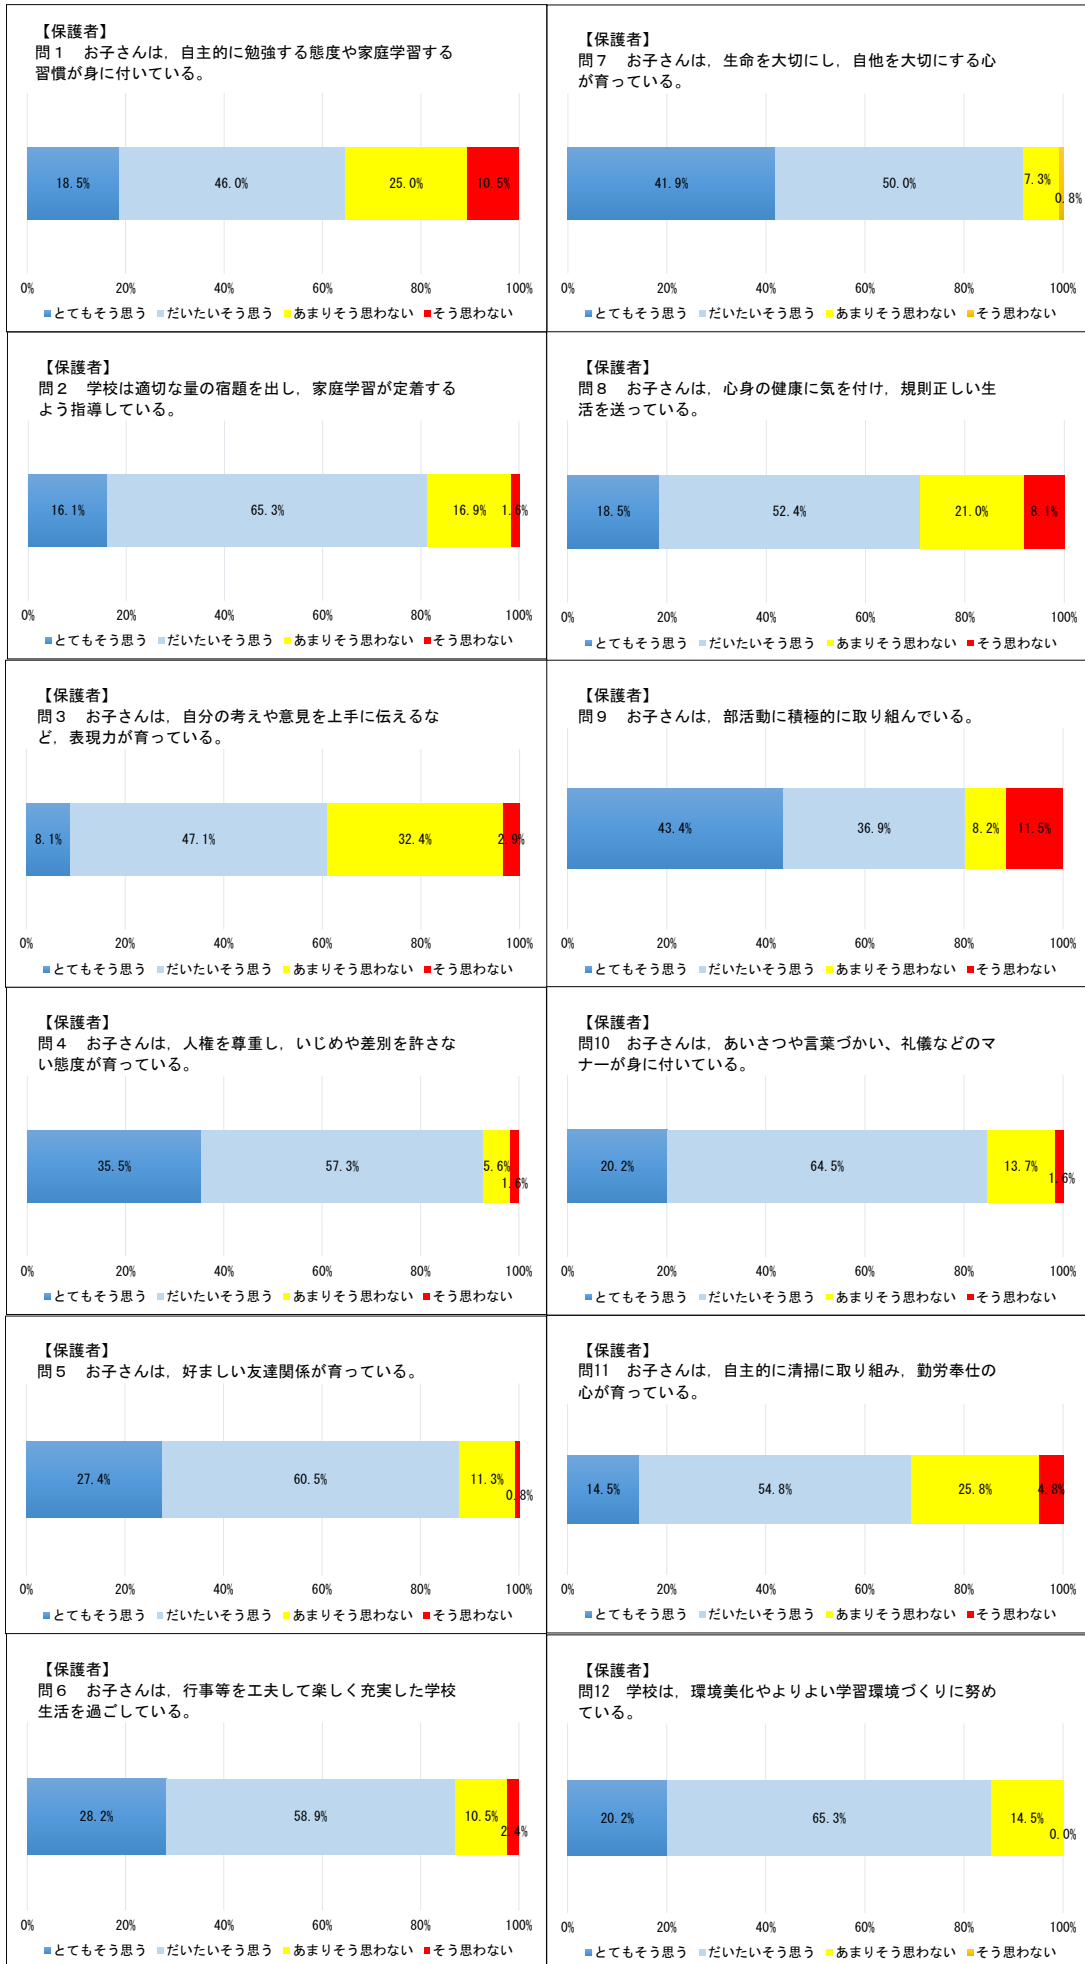 【保護者】
問１　お子さんは，自主的に勉強する態度や家庭学習する
習慣が身に付いている。
18.5% 46.0% 25.0% 10.5%
0% 20% 40% 60% 80% 100%
とてもそう思う だいたいそう思う あまりそう思わない そう思わない
【保護者】
問２　学校は適切な量の宿題を出し，家庭学習が定着する
よう指導している。
16.1% 65.3% 16.9% 1.6%
0% 20% 40% 60% 80% 100%
とてもそう思う だいたいそう思う あまりそう思わない そう思わない
【保護者】
問３　お子さんは，自分の考えや意見を上手に伝えるな
ど，表現力が育っている。
8.1% 47.1% 32.4% 2.9%
0% 20% 40% 60% 80% 100%
とてもそう思う だいたいそう思う あまりそう思わない そう思わない
【保護者】
問４　お子さんは，人権を尊重し，いじめや差別を許さな
い態度が育っている。
35.5% 57.3% 5.6% 1.6%
0% 20% 40% 60% 80% 100%
とてもそう思う だいたいそう思う あまりそう思わない そう思わない
【保護者】
問５　お子さんは，好ましい友達関係が育っている。
27.4% 60.5% 11.3% 0.8%
0% 20% 40% 60% 80% 100%
とてもそう思う だいたいそう思う あまりそう思わない そう思わない
【保護者】
問６　お子さんは，行事等を工夫して楽しく充実した学校
生活を過ごしている。
28.2% 58.9% 10.5% 2.4%
0% 20% 40% 60% 80% 100%
とてもそう思う だいたいそう思う あまりそう思わない そう思わない
【保護者】
問７　お子さんは，生命を大切にし，自他を大切にする心
が育っている。
41.9% 50.0% 7.3% 0.8%
0% 20% 40% 60% 80% 100%
とてもそう思う だいたいそう思う あまりそう思わない そう思わない
【保護者】
問８　お子さんは，心身の健康に気を付け，規則正しい生
活を送っている。
18.5% 52.4% 21.0% 8.1%
0% 20% 40% 60% 80% 100%
とてもそう思う だいたいそう思う あまりそう思わない そう思わない
【保護者】
問９　お子さんは，部活動に積極的に取り組んでいる。
43.4% 36.9% 8.2% 11.5%
0% 20% 40% 60% 80% 100%
とてもそう思う だいたいそう思う あまりそう思わない そう思わない
【保護者】
問10　お子さんは，あいさつや言葉づかい、礼儀などのマ
ナーが身に付いている。
20.2% 64.5% 13.7% 1.6%
0% 20% 40% 60% 80% 100%
とてもそう思う だいたいそう思う あまりそう思わない そう思わない
【保護者】
問11　お子さんは，自主的に清掃に取り組み，勤労奉仕の
心が育っている。
14.5% 54.8% 25.8% 4.8%
0% 20% 40% 60% 80% 100%
とてもそう思う だいたいそう思う あまりそう思わない そう思わない
【保護者】
問12　学校は，環境美化やよりよい学習環境づくりに努め
ている。
20.2% 65.3% 14.5% 0.0%
0% 20% 40% 60% 80% 100%
とてもそう思う だいたいそう思う あまりそう思わない そう思わない